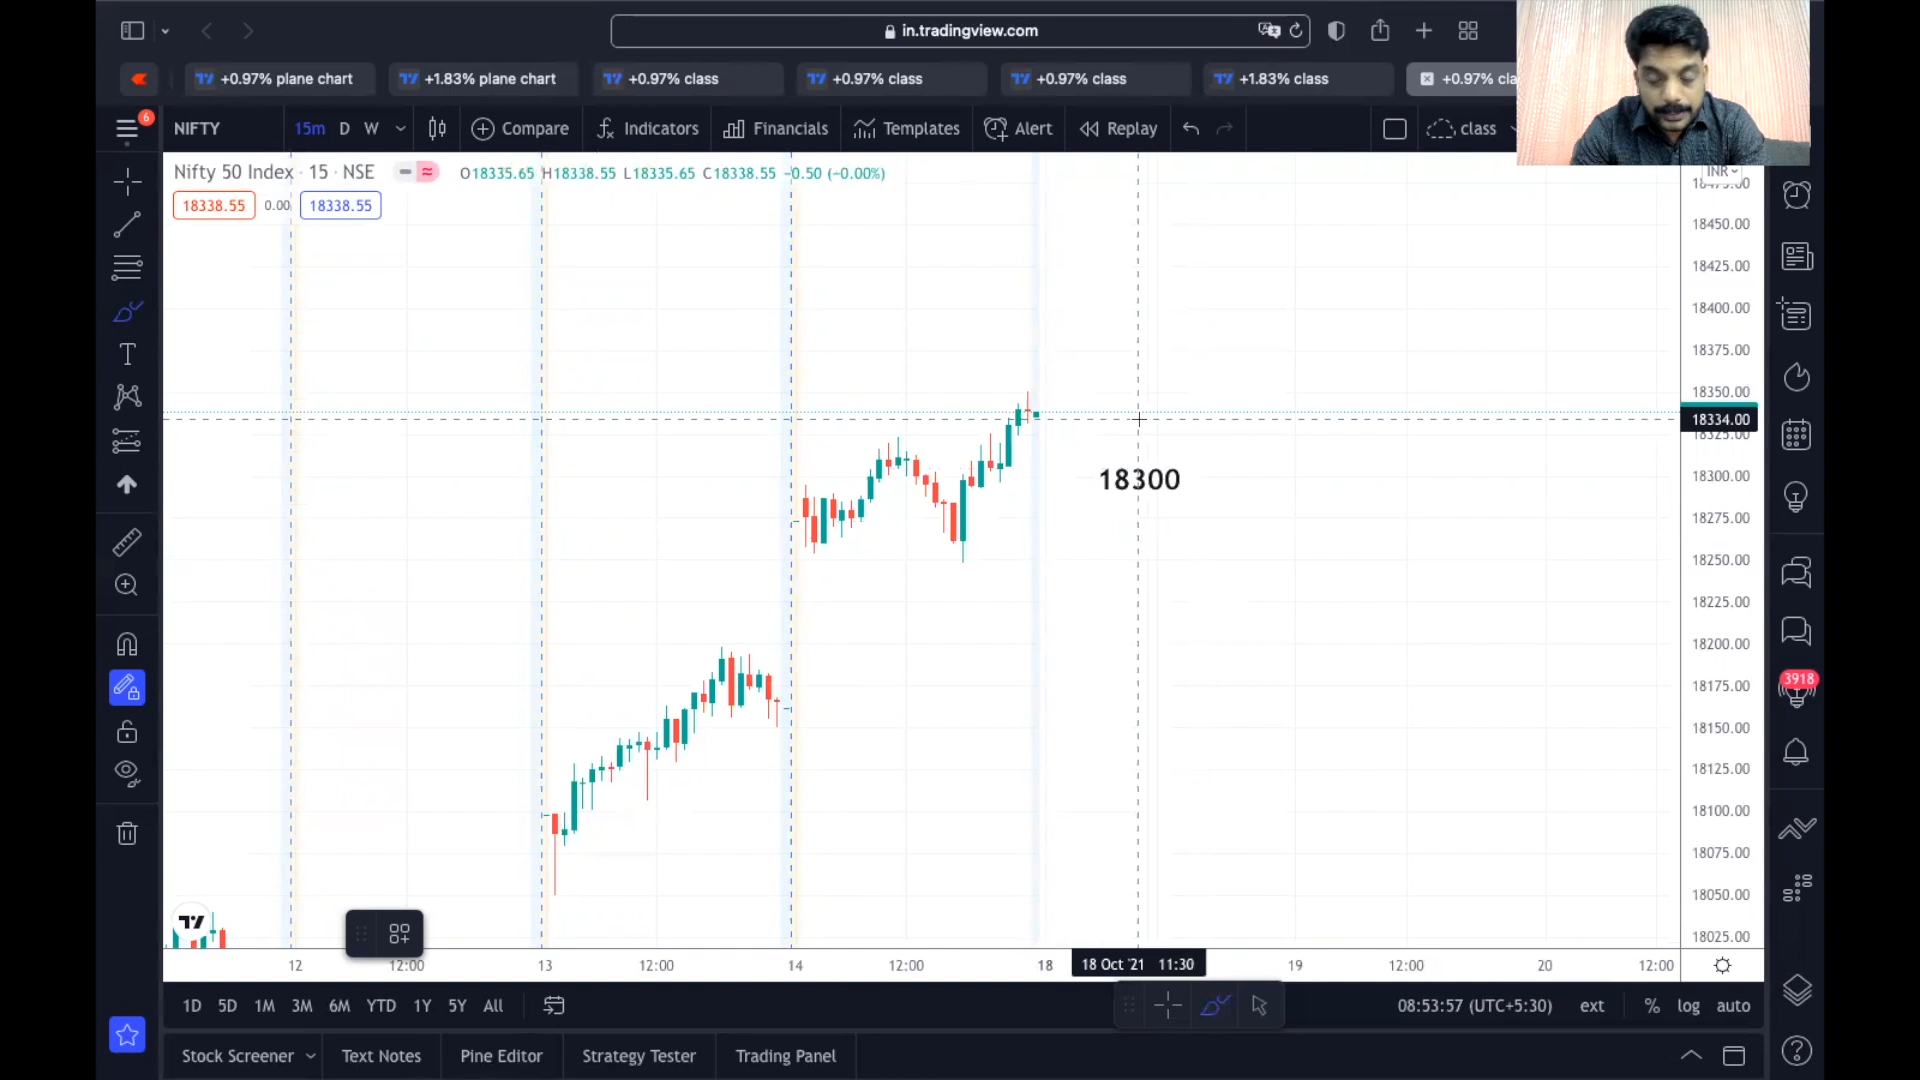 in.tradingview.com
+0.97% plane chart
+1.83% plane chart
+0.97% class
+0.97% class
+0.97% class
+1.83% class
+0.97% cla
6
NIFTY
15m D W
Compare
Indicators
Financials
Templates
Alert
Replay
class
Nifty 50 Index · 15 · NSE
O18335.65 H18338.55 L18335.65 C18338.55 −0.50 (−0.00%)
18338.55 0.00 18338.55
INR
18475.00
18450.00
18425.00
18400.00
18375.00
18350.00
18334.00
18325.00
18300
18300.00
18275.00
18250.00
18225.00
18200.00
18175.00
18150.00
18125.00
18100.00
18075.00
18050.00
18025.00
3918
12 12:00 13 12:00 14 12:00 18 18 Oct '21 11:30 19 12:00 20 12:00
1D 5D 1M 3M 6M YTD 1Y 5Y All
08:53:57 (UTC+5:30) ext % log auto
Stock Screener
Text Notes
Pine Editor
Strategy Tester
Trading Panel